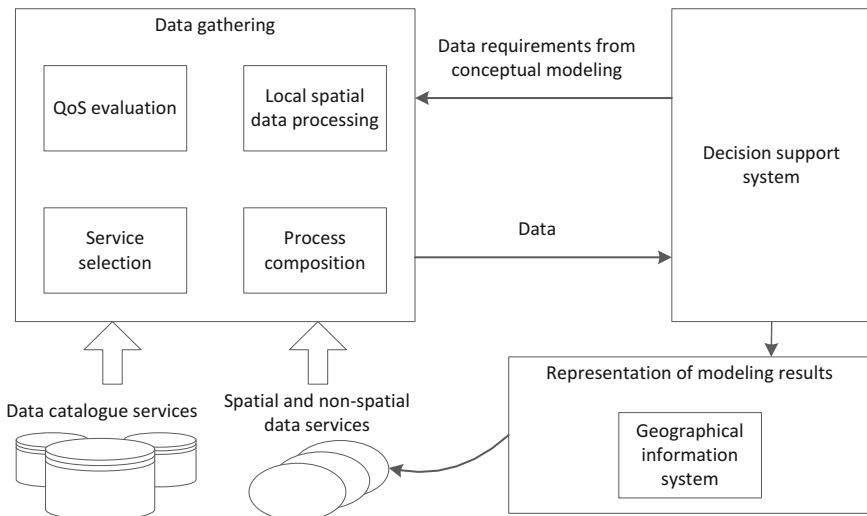 Data gathering
QoS evaluation
Local spatial
data processing
Service
selection
Process
composition
Data requirements from
conceptual modeling
Data
Decision support
system
Data catalogue services
Spatial and non-spatial
data services
Representation of modeling results
Geographical
information
system